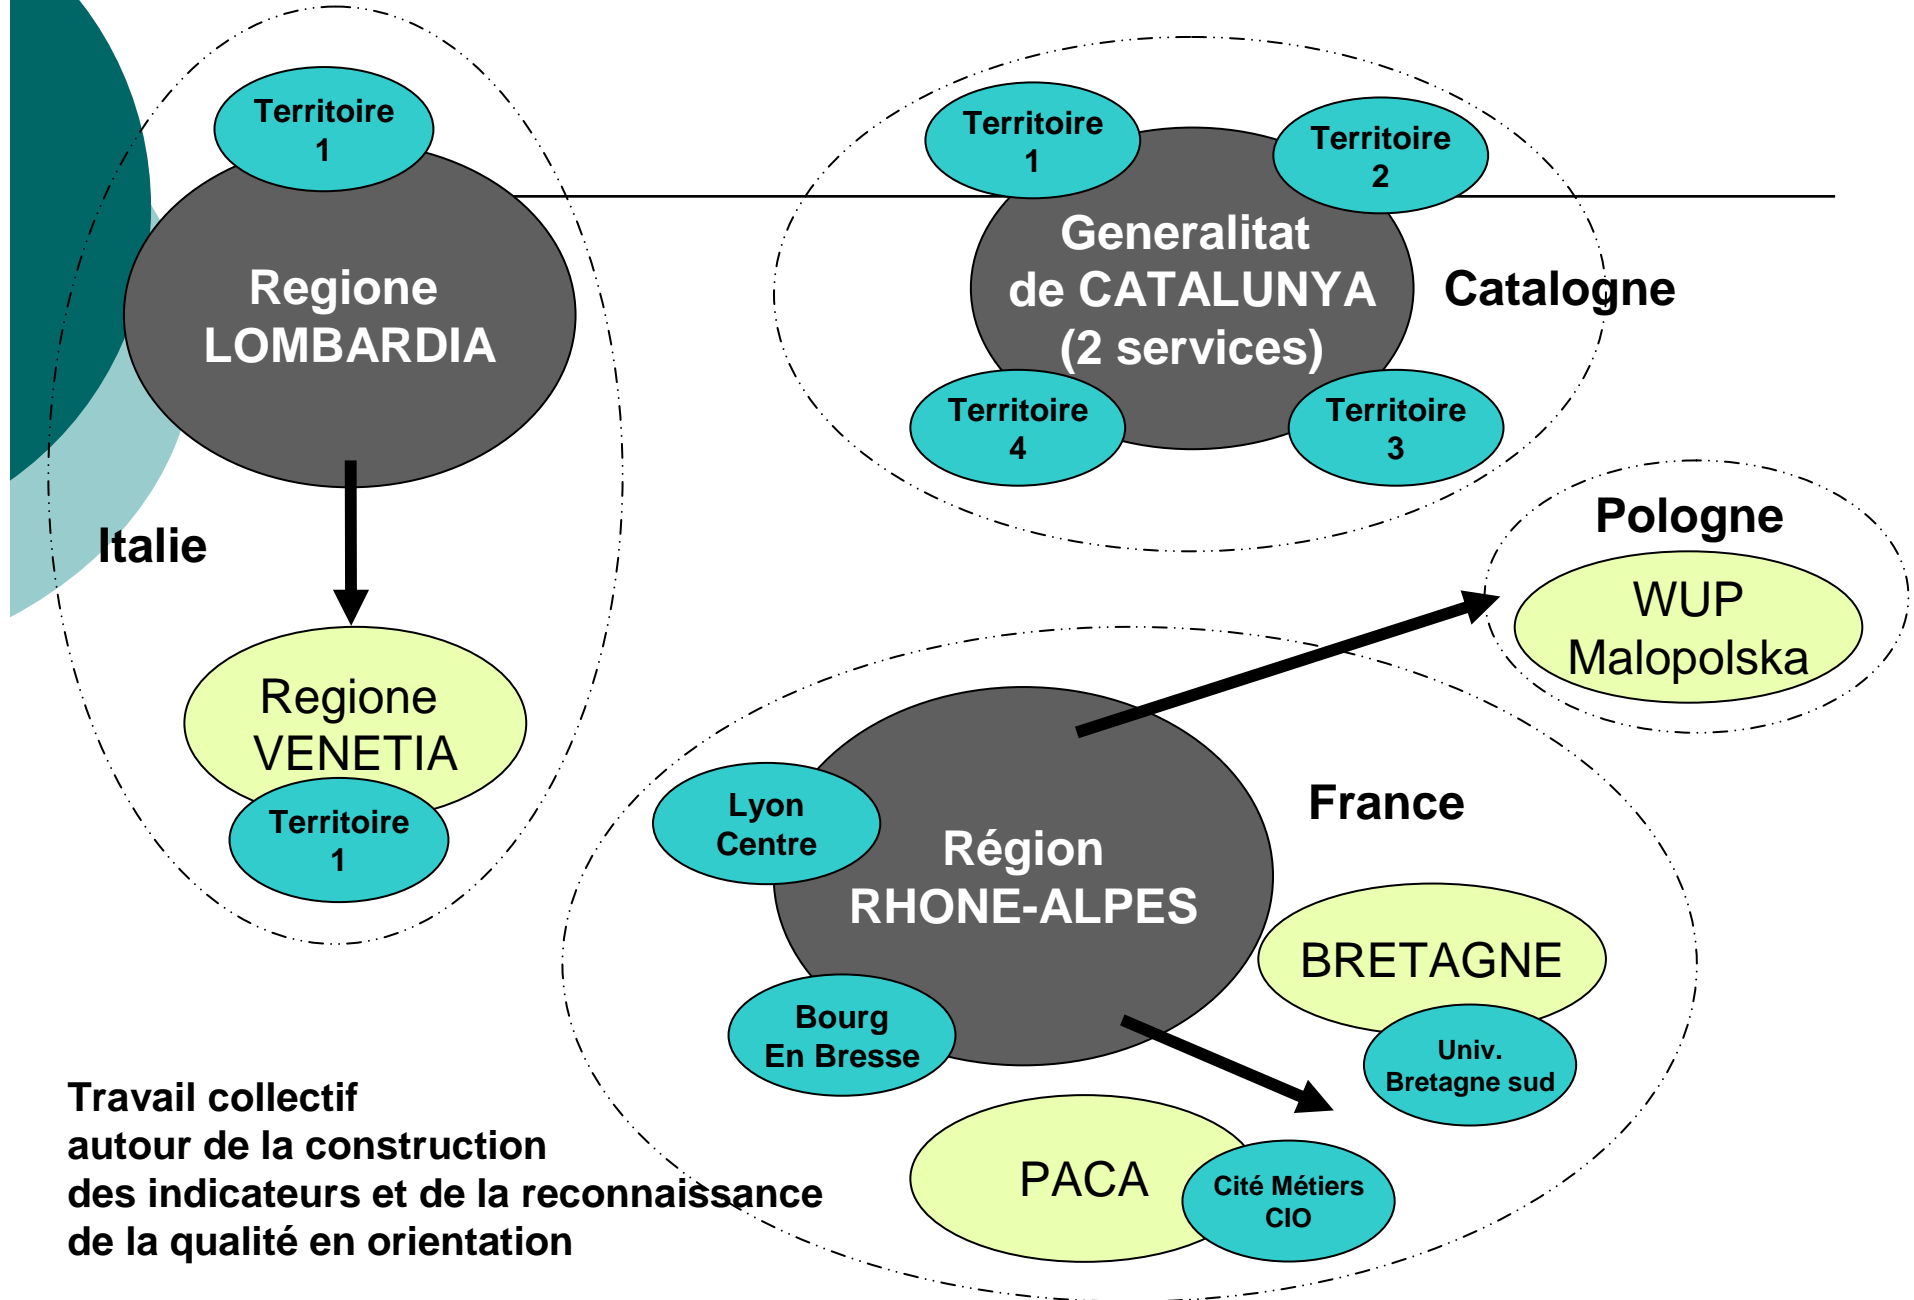 Territoire
1
Regione
LOMBARDIA
Italie
Regione
VENETIA
Territoire
1
Territoire
1
Territoire
2
Generalitat
de CATALUNYA
(2 services)
Catalogne
Territoire
4
Territoire
3
Pologne
WUP
Malopolska
France
Lyon
Centre
Région
RHONE-ALPES
BRETAGNE
Bourg
En Bresse
Univ.
Bretagne sud
PACA
Cité Métiers
CIO
Travail collectif
autour de la construction
des indicateurs et de la reconnaissance
de la qualité en orientation